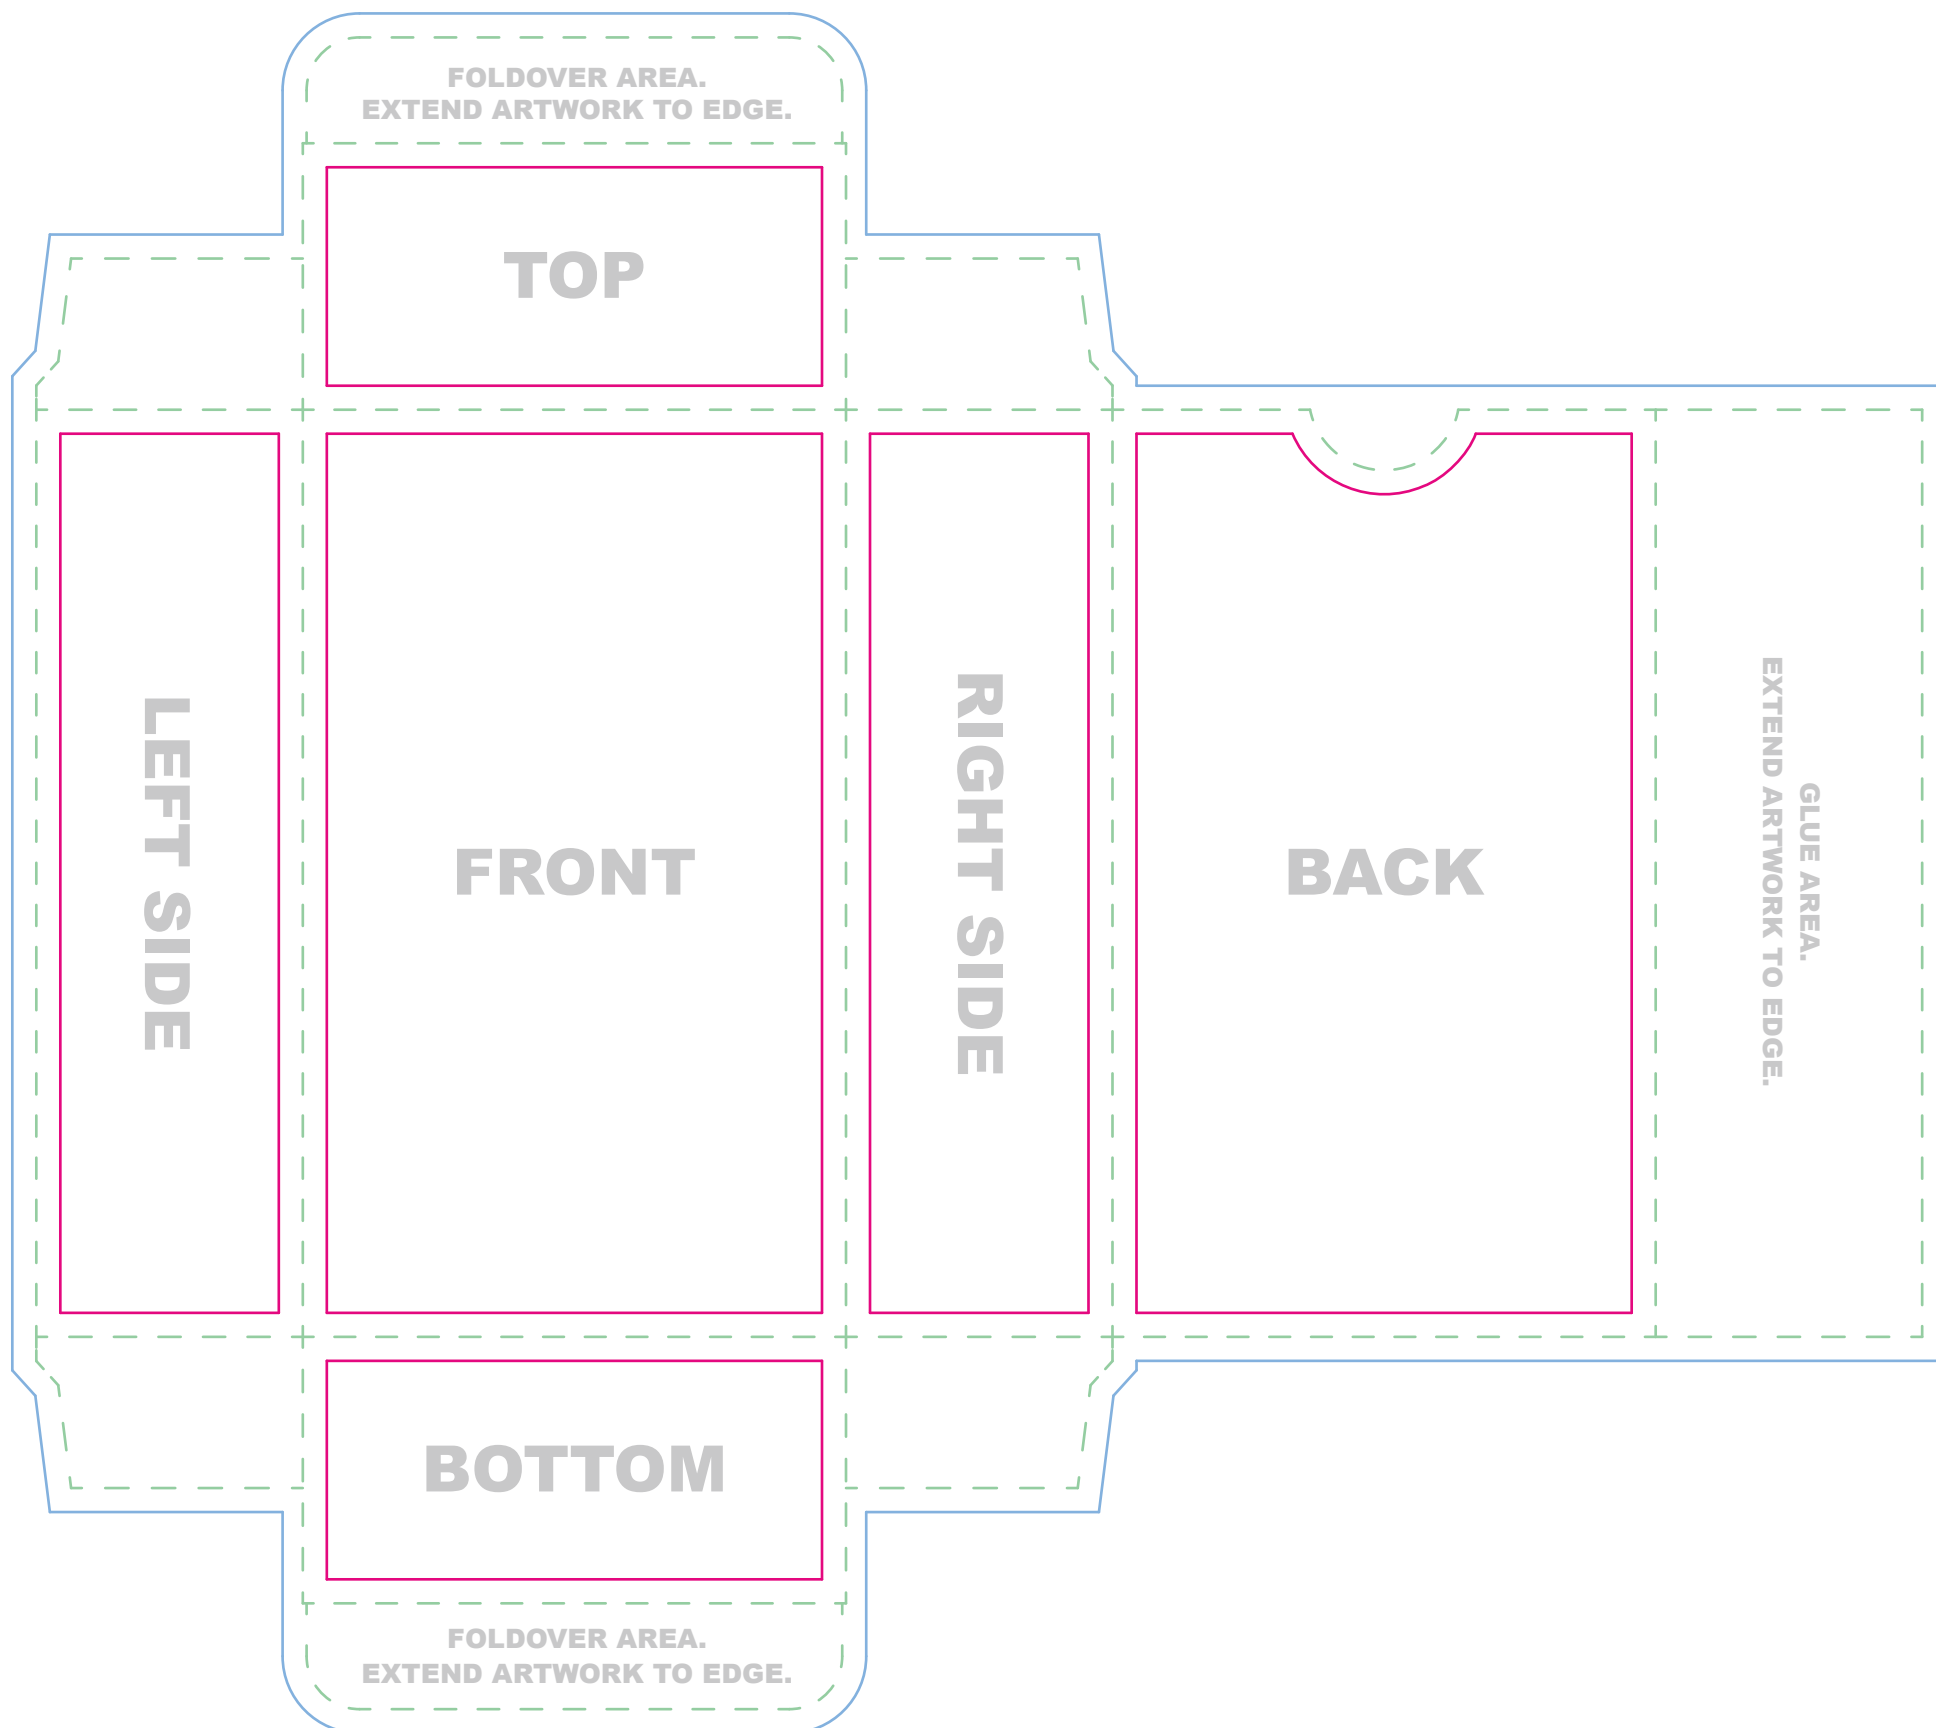 FOLDOVER AREA.
EXTEND ARTWORK TO EDGE.
TOP
LEFT SIDE
FRONT
RIGHT SIDE
BACK
GLUE AREA.
EXTEND ARTWORK TO EDGE.
BOTTOM
FOLDOVER AREA.
EXTEND ARTWORK TO EDGE.